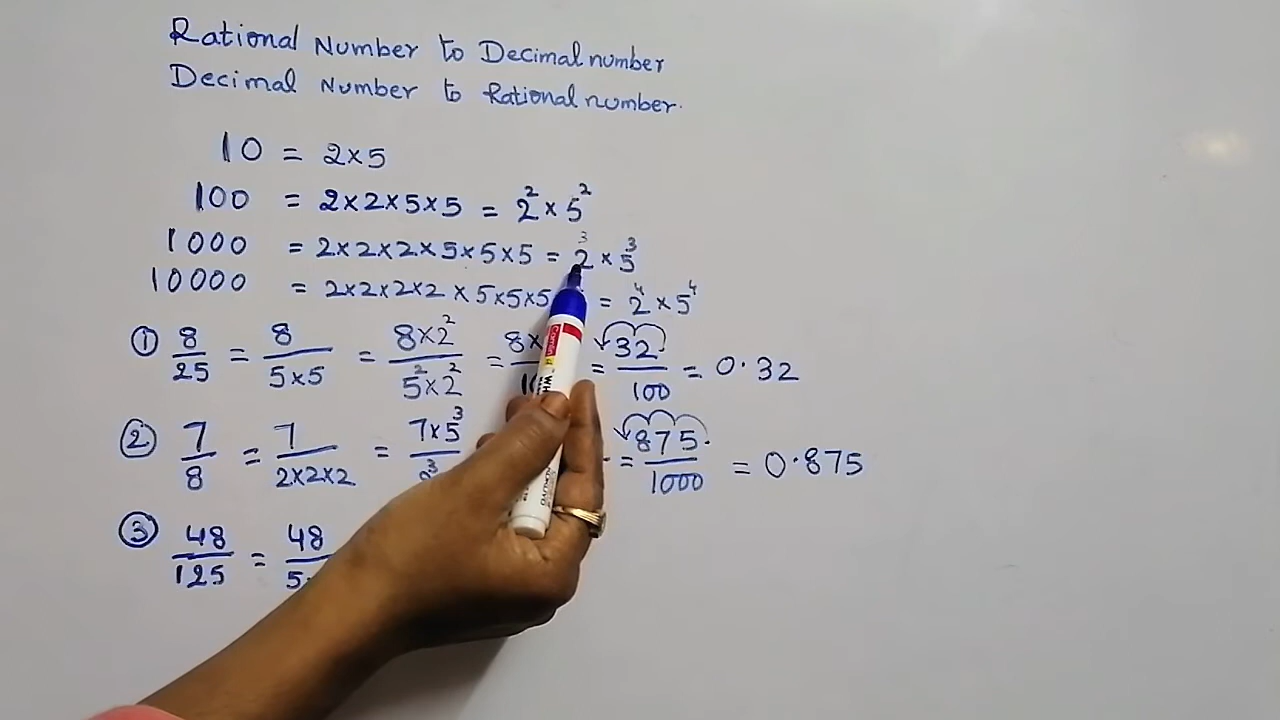 Rational Number to Decimal number
Decimal Number to Rational number.
10 = 2×5
100 = 2×2×5×5 = 2² × 5²
1000 = 2×2×2×5×5×5 = 2³ × 5³
10000 = 2×2×2×2 × 5×5×5 = 2⁴ × 5⁴
① 8/25 = 8/5×5 = 8×2²/5²×2² = 8× = 32/100 = 0.32
② 7/8 = 7/2×2×2 = 7×5³/2³ = 875/1000 = 0.875
③ 48/125 = 48/5